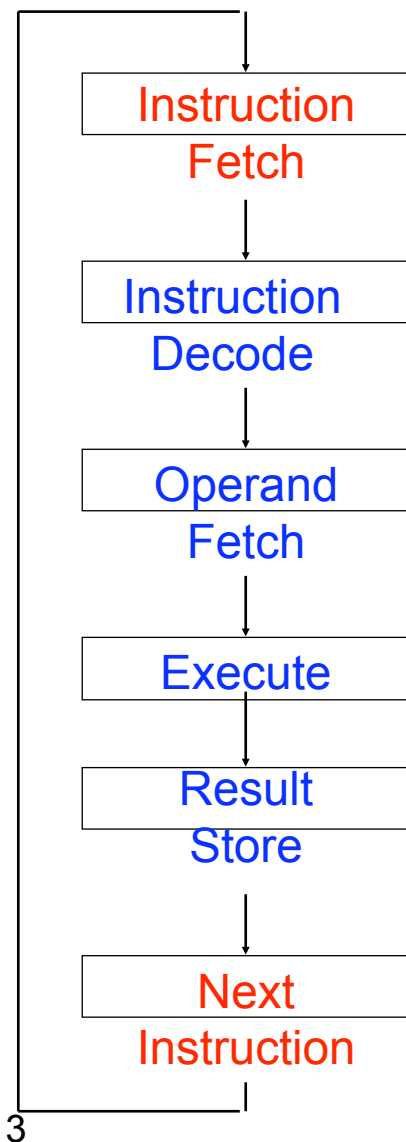 Instruction
Fetch
Instruction
Decode
Operand
Fetch
Execute
Result
Store
Next
Instruction
3